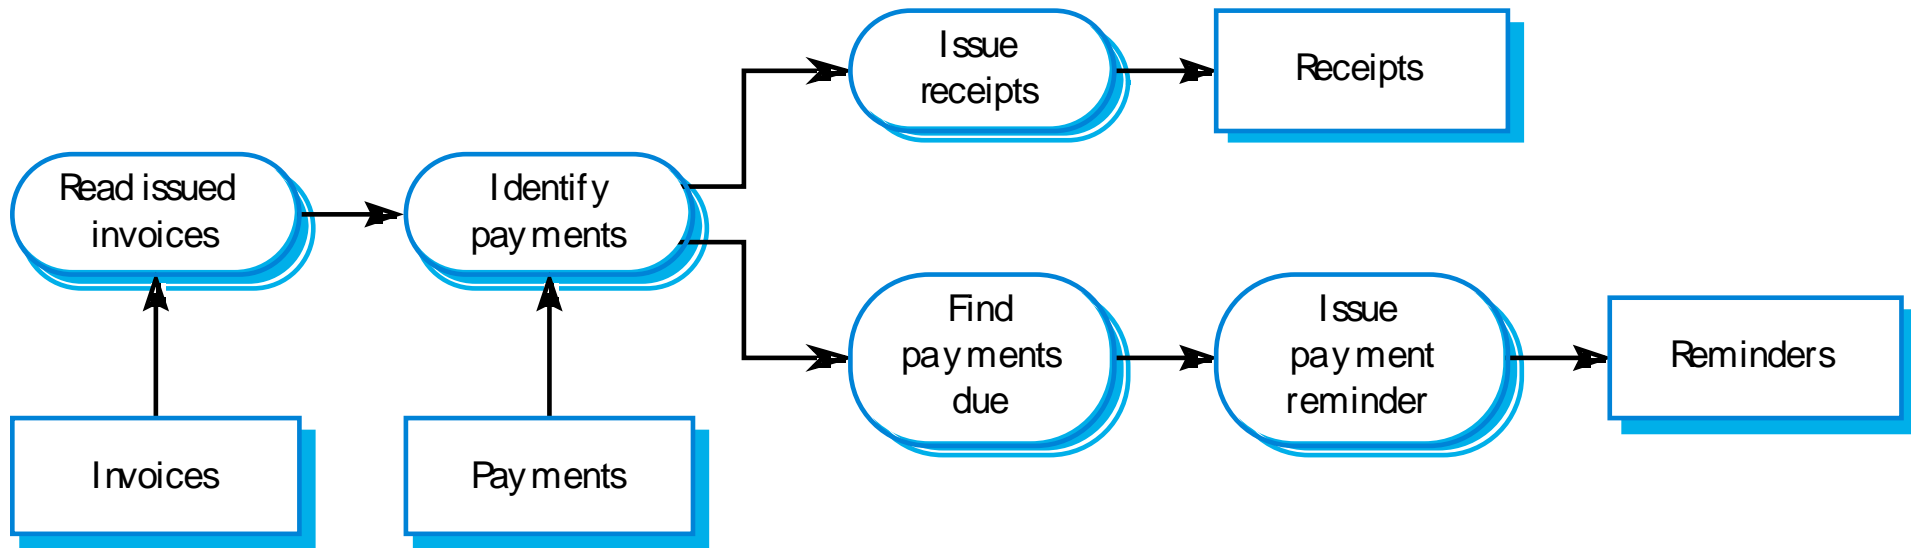 Issue
receipts
Receipts
Read issued
invoices
Identify
payments
Find
payments
due
Issue
payment
reminder
Reminders
Invoices
Payments